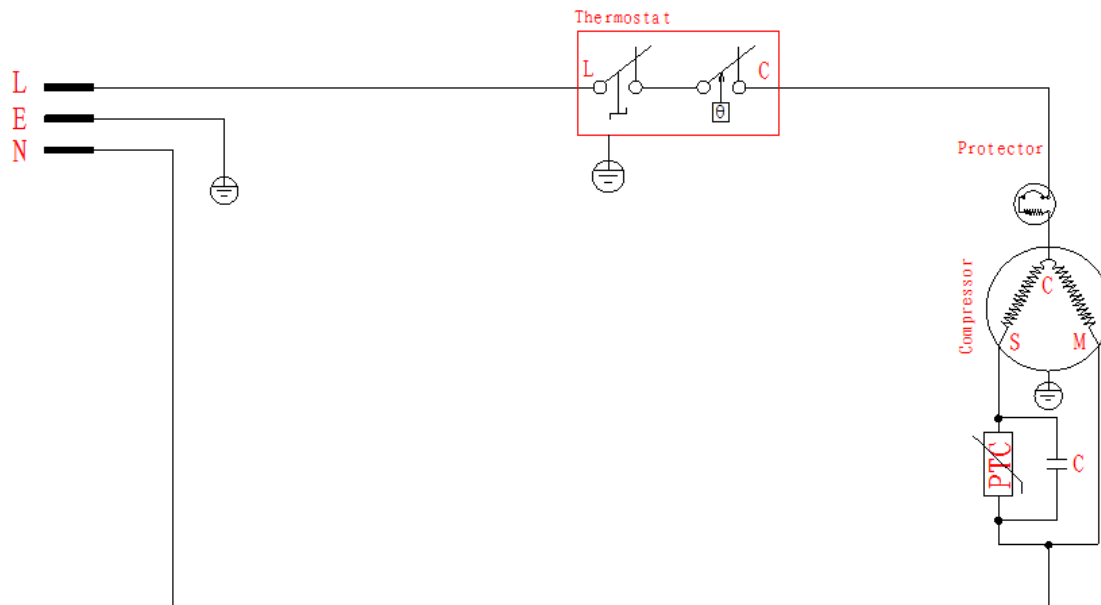 Thermostat
L
L
C
θ
E
N
Protector
Compressor
C
S
M
PTC
C